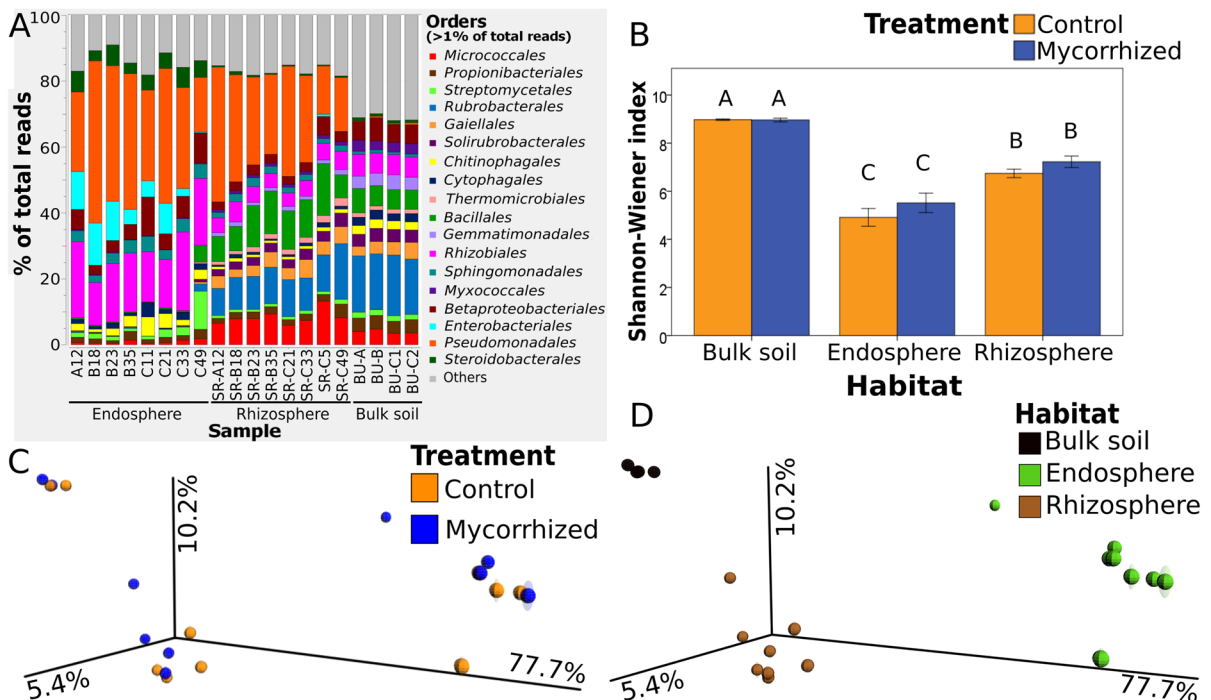 A
100
80
60
40
20
0
% of total reads
A12
B18
B23
B35
C11
C21
C33
C49
SR-A12
SR-B18
SR-B23
SR-B35
SR-C21
SR-C33
SR-C5
SR-C49
BU-A
BU-B
BU-C1
BU-C2
Endosphere
Rhizosphere
Bulk soil
Sample
Orders
(>1% of total reads)
Micrococcales
Propionibacteriales
Streptomycetales
Rubrobacterales
Gaiellales
Solirubrobacterales
Chitinophagales
Cytophagales
Thermomicrobiales
Bacillales
Gemmatimonadales
Rhizobiales
Sphingomonadales
Myxococcales
Betaproteobacteriales
Enterobacteriales
Pseudomonadales
Steroidobacterales
Others
B
Treatment
Control
Mycorrhized
Shannon-Wiener index
10
8
6
4
2
0
A
A
C
C
B
B
Bulk soil
Endosphere
Rhizosphere
Habitat
C
Treatment
Control
Mycorrhized
10.2%
5.4%
77.7%
D
Habitat
Bulk soil
Endosphere
Rhizosphere
10.2%
5.4%
77.7%